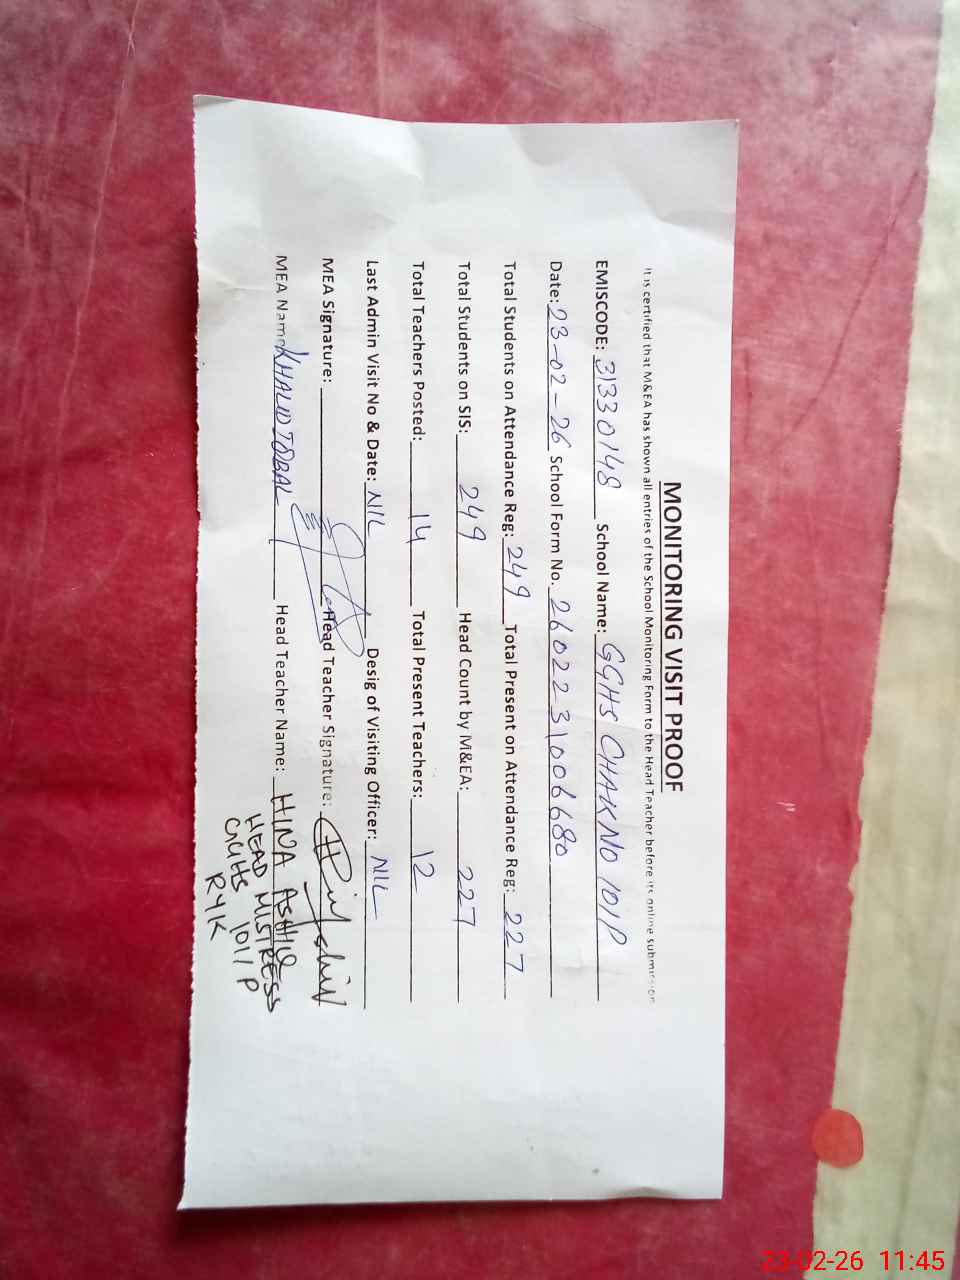 MONITORING VISIT PROOF
It is certified that M&EA has shown all entries of the School Monitoring Form to the Head Teacher before its online submission
EMISCODE: 31330148 School Name: GGHS CHAK NO 101/P
Date: 23-02-26 School Form No. 2602231006680
Total Students on Attendance Reg: 249 Total Present on Attendance Reg: 227
Total Students on SIS: 249 Head Count by M&EA: 227
Total Teachers Posted: 14 Total Present Teachers: 12
Last Admin Visit No & Date: NIL Desig of Visiting Officer: NIL
MEA Signature: Head Teacher Signature:
MEA Name: KHALID IQBAL Head Teacher Name: HINA ASHIQ
HEAD MISTRESS
GGHS 101/P
RYK
23-02-26 11:45